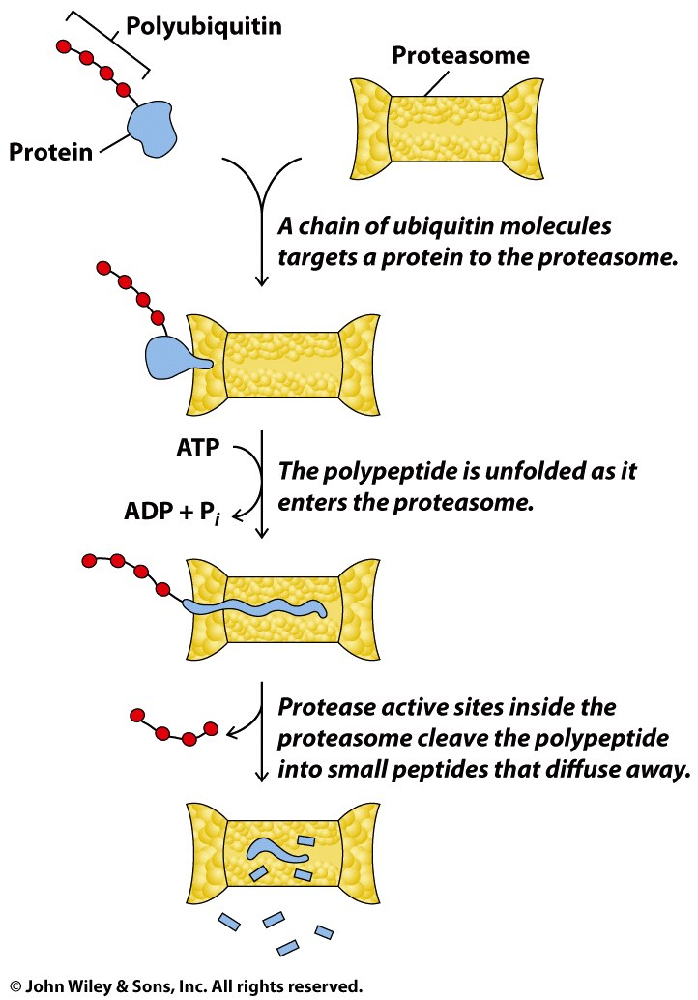 Polyubiquitin
Proteasome
Protein
A chain of ubiquitin molecules
targets a protein to the proteasome.
ATP
The polypeptide is unfolded as it
enters the proteasome.
ADP + Pi
Protease active sites inside the
proteasome cleave the polypeptide
into small peptides that diffuse away.
© John Wiley & Sons, Inc. All rights reserved.